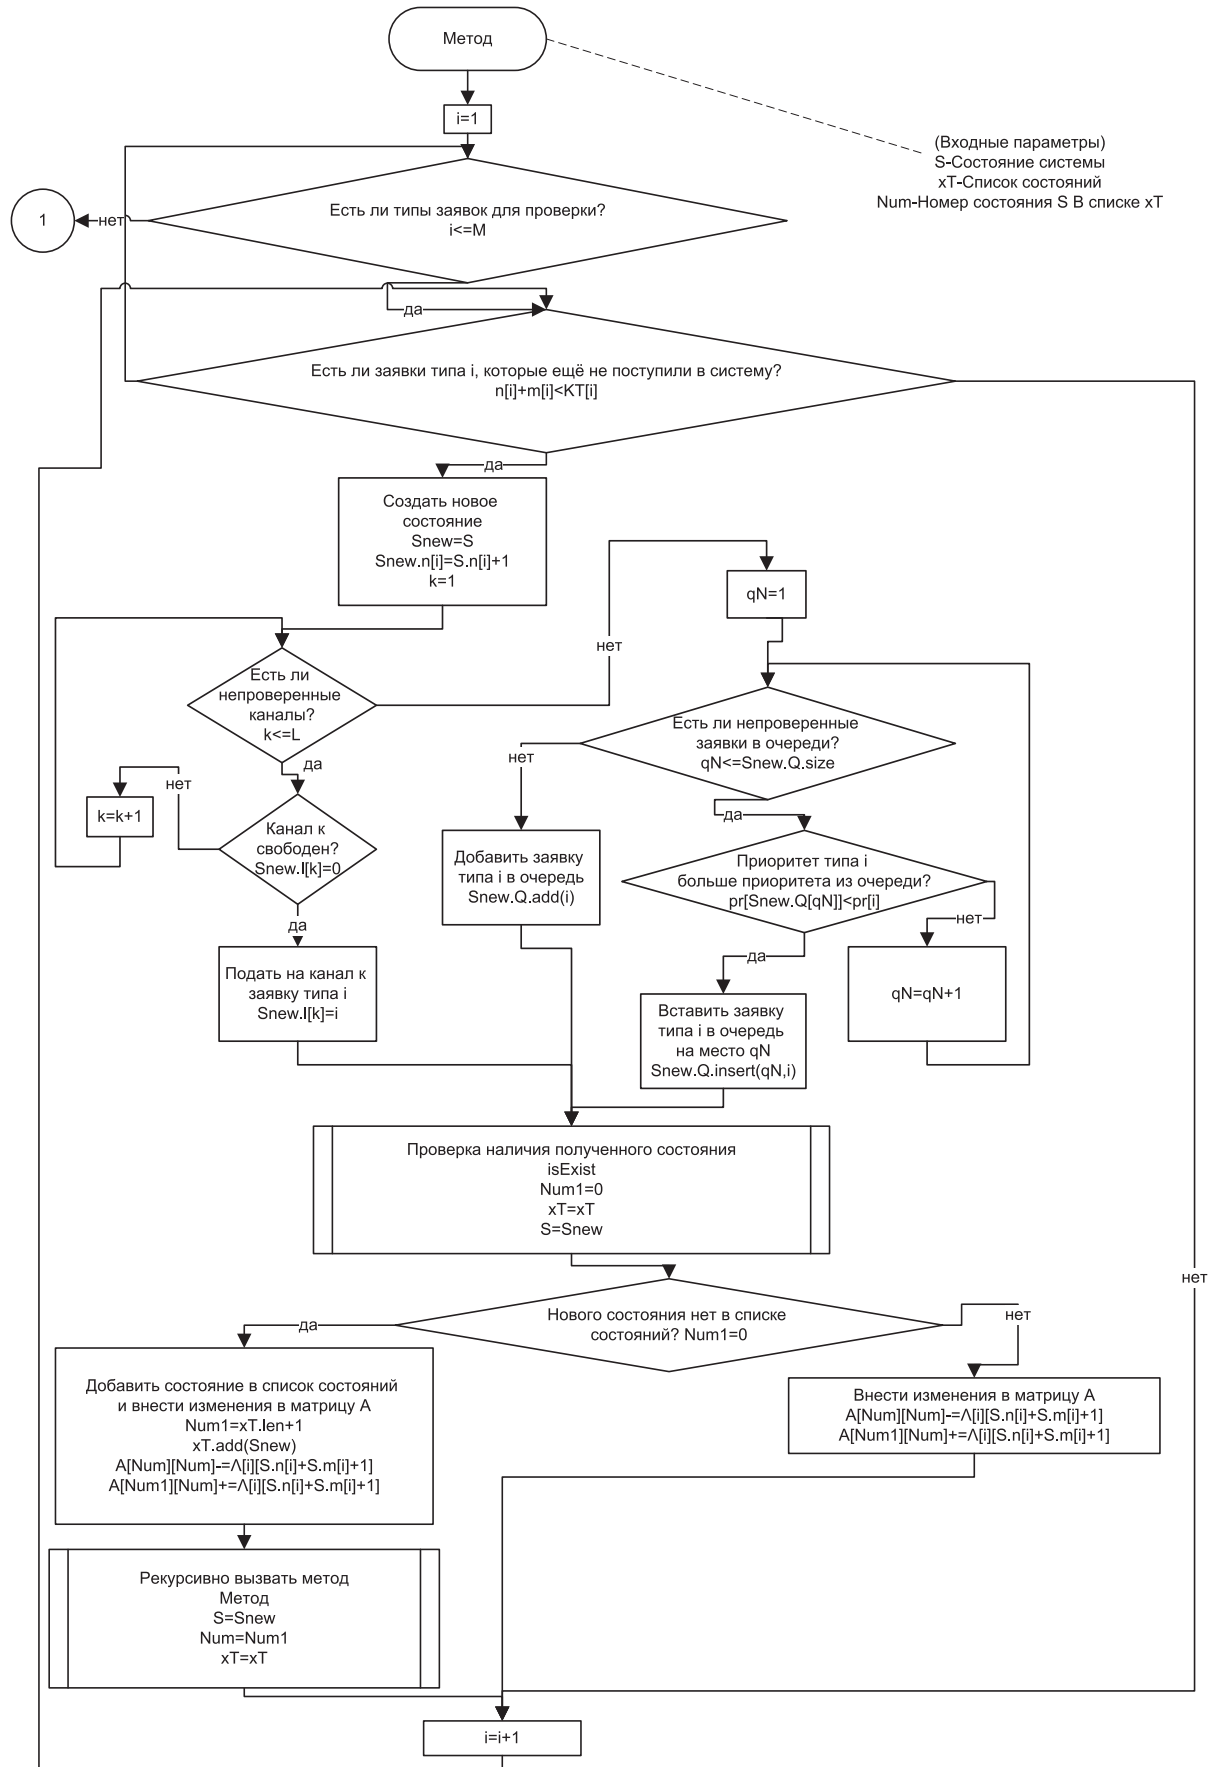 Метод
i=1
(Входные параметры)
S-Состояние системы
xT-Список состояний
Num-Номер состояния S В списке xT
Есть ли типы заявок для проверки?
i<=M
нет
1
да
Есть ли заявки типа i, которые ещё не поступили в систему?
n[i]+m[i]<KT[i]
да
Создать новое
состояние
Snew=S
Snew.n[i]=S.n[i]+1
k=1
qN=1
нет
Есть ли
непроверенные
каналы?
k<=L
Есть ли непроверенные
заявки в очереди?
qN<=Snew.Q.size
нет
да
нет
k=k+1
да
Канал к
свободен?
Snew.l[k]=0
Добавить заявку
типа i в очередь
Snew.Q.add(i)
Приоритет типа i
больше приоритета из очереди?
pr[Snew.Q[qN]]<pr[i]
нет
да
да
Подать на канал к
заявку типа i
Snew.l[k]=i
qN=qN+1
Вставить заявку
типа i в очередь
на место qN
Snew.Q.insert(qN,i)
Проверка наличия полученного состояния
isExist
Num1=0
xT=xT
S=Snew
нет
Нового состояния нет в списке
состояний? Num1=0
да
нет
Добавить состояние в список состояний
и внести изменения в матрицу А
Num1=xT.len+1
xT.add(Snew)
A[Num][Num]-=Λ[i][S.n[i]+S.m[i]+1]
A[Num1][Num]+=Λ[i][S.n[i]+S.m[i]+1]
Внести изменения в матрицу А
A[Num][Num]-=Λ[i][S.n[i]+S.m[i]+1]
A[Num1][Num]+=Λ[i][S.n[i]+S.m[i]+1]
Рекурсивно вызвать метод
Метод
S=Snew
Num=Num1
xT=xT
i=i+1